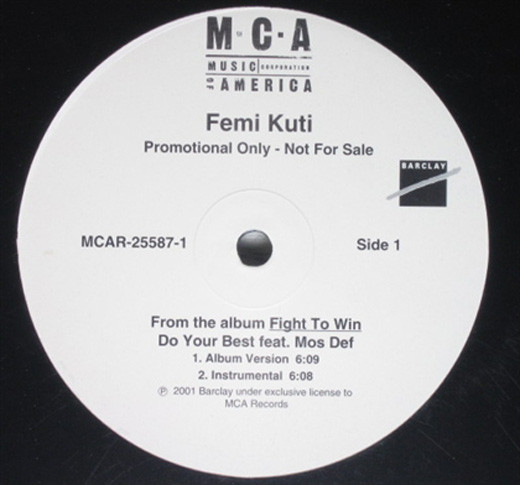 M·C·A
MUSIC CORPORATION
OF AMERICA
Femi Kuti
Promotional Only - Not For Sale
BARCLAY
MCAR-25587-1
Side 1
From the album Fight To Win
Do Your Best feat. Mos Def
1. Album Version 6:09
2. Instrumental 6:08
℗ 2001 Barclay under exclusive license to
MCA Records